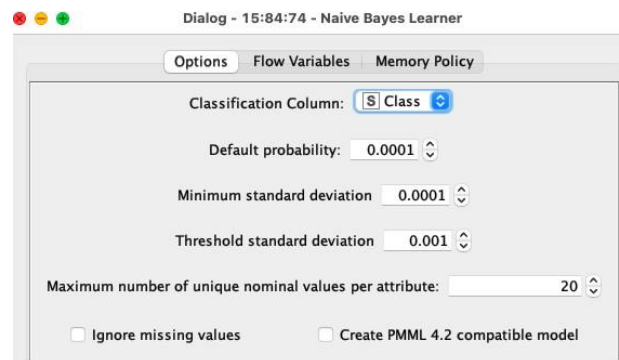 Dialog - 15:84:74 - Naive Bayes Learner
Options Flow Variables Memory Policy
Classification Column: S Class
Default probability: 0.0001
Minimum standard deviation 0.0001
Threshold standard deviation 0.001
Maximum number of unique nominal values per attribute: 20
Ignore missing values Create PMML 4.2 compatible model